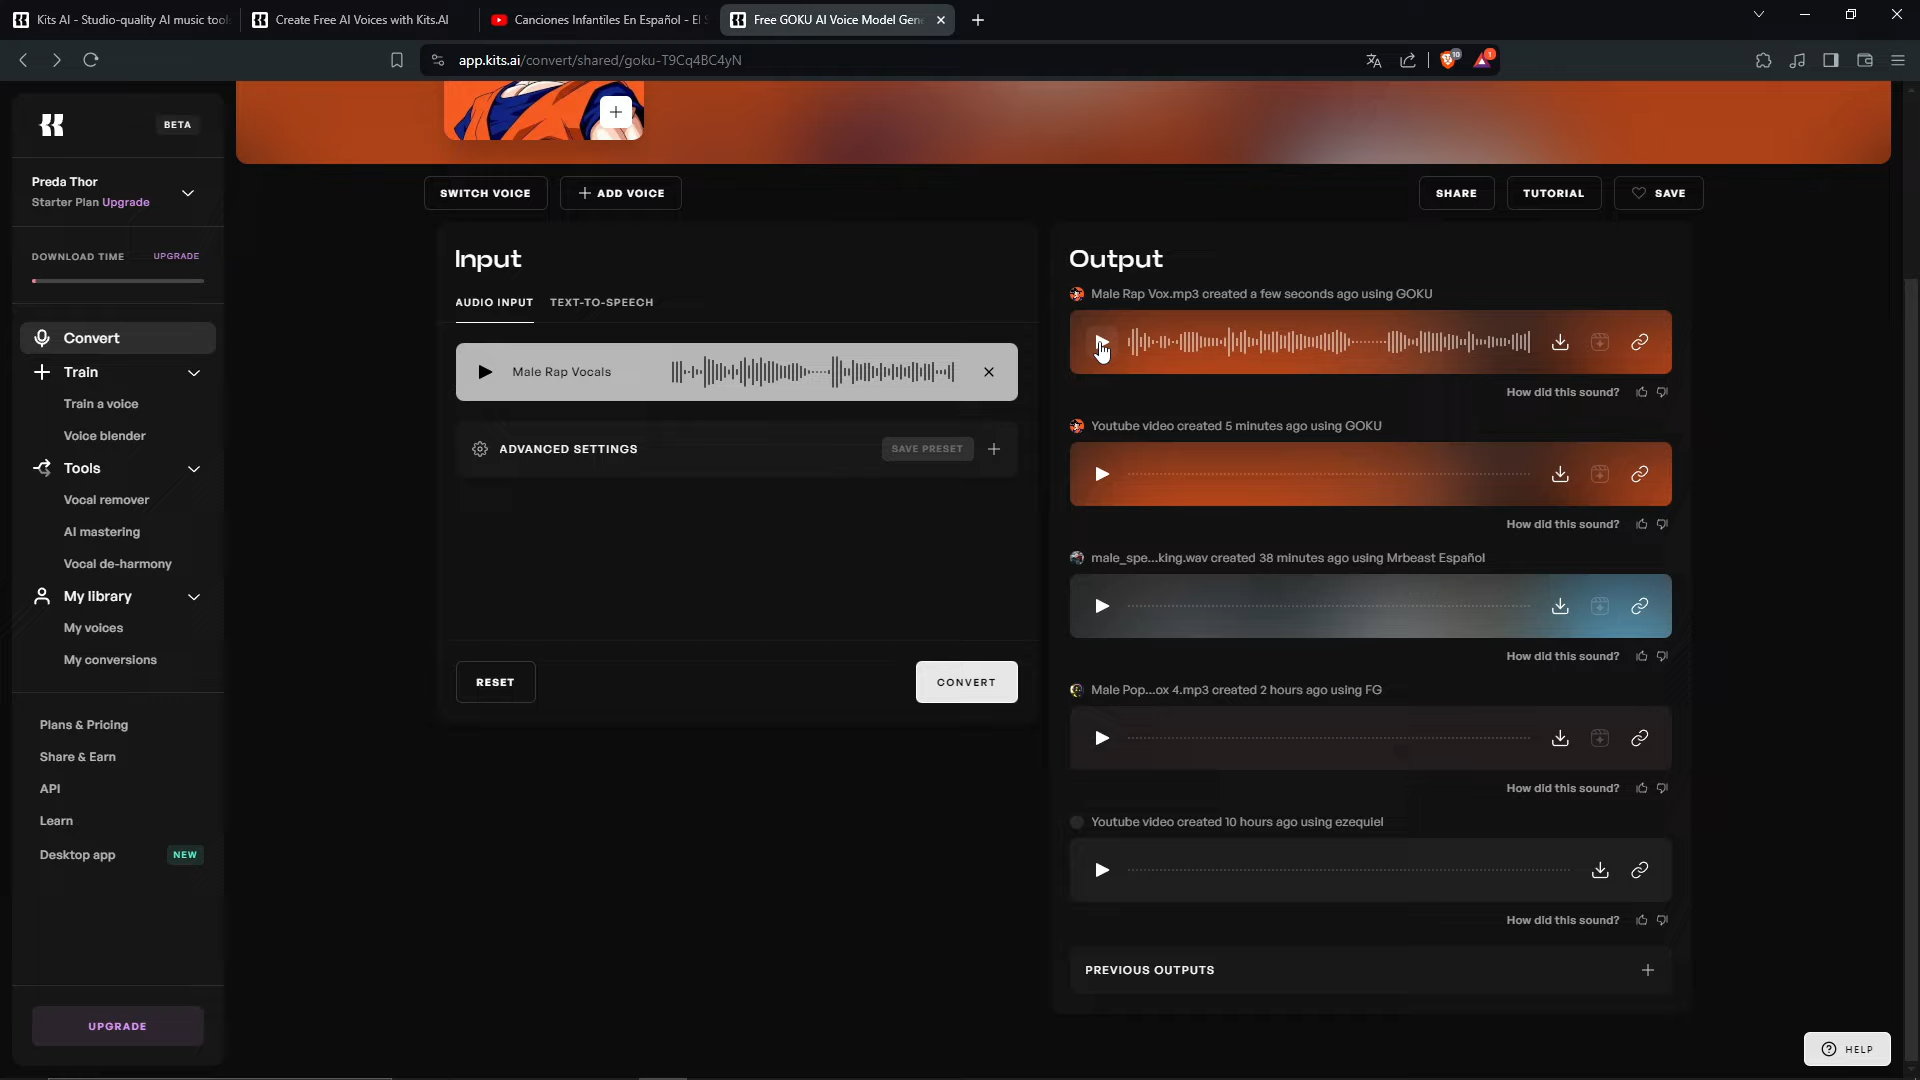 Kits AI - Studio-quality AI music tool
Create Free AI Voices with Kits.AI
Canciones Infantiles En Español - El S
Free GOKU AI Voice Model Gen
app.kits.ai/convert/shared/goku-T9Cq4BC4yN
10
1
BETA
Preda Thor
Starter Plan Upgrade
DOWNLOAD TIME UPGRADE
Convert
Train
Train a voice
Voice blender
Tools
Vocal remover
AI mastering
Vocal de-harmony
My library
My voices
My conversions
Plans & Pricing
Share & Earn
API
Learn
Desktop app NEW
UPGRADE
SWITCH VOICE
ADD VOICE
SHARE
TUTORIAL
SAVE
Input
AUDIO INPUT TEXT-TO-SPEECH
Male Rap Vocals
ADVANCED SETTINGS
SAVE PRESET
RESET
CONVERT
Output
Male Rap Vox.mp3 created a few seconds ago using GOKU
How did this sound?
Youtube video created 5 minutes ago using GOKU
How did this sound?
male_spe...king.wav created 38 minutes ago using Mrbeast Español
How did this sound?
Male Pop...ox 4.mp3 created 2 hours ago using FG
How did this sound?
Youtube video created 10 hours ago using ezequiel
How did this sound?
PREVIOUS OUTPUTS
HELP